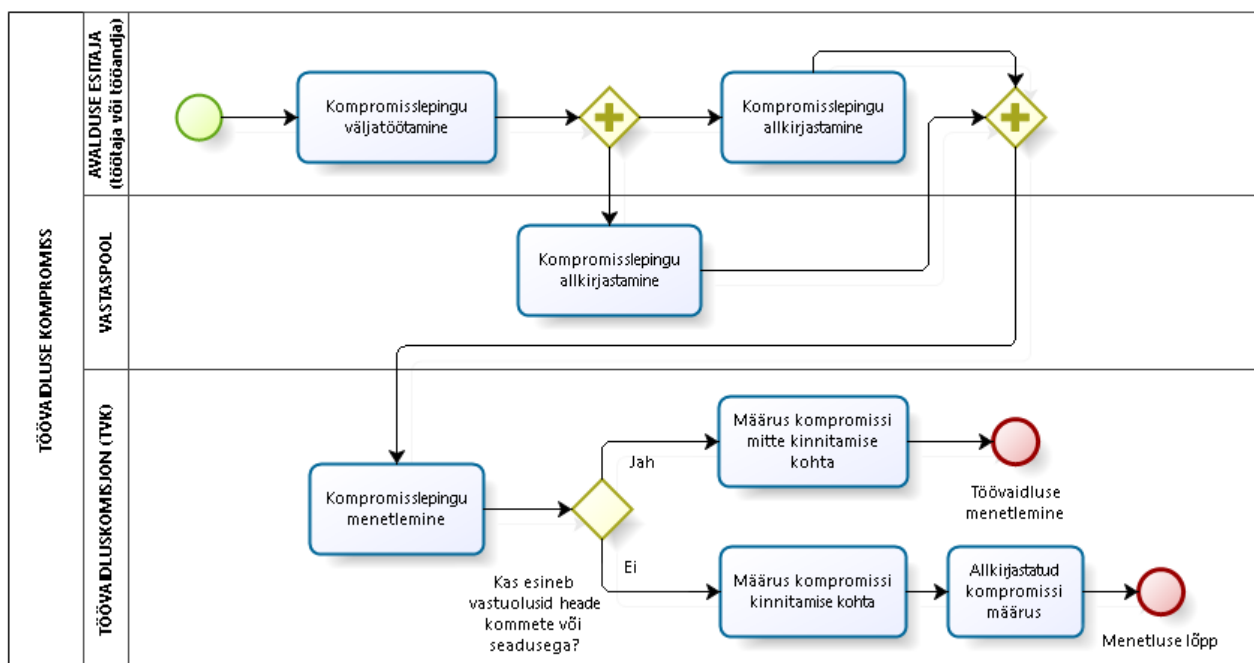 TÖÖVAIDLUSE KOMPROMISS
AVALDUSE ESITAJA
(töötaja või tööandja)
Kompromisslepingu
väljatöötamine
Kompromisslepingu
allkirjastamine
VASTASPOOL
Kompromisslepingu
allkirjastamine
TÖÖVAIDLUSKOMISJON (TVK)
Kompromisslepingu
menetlemine
Kas esineb
vastuolusid heade
kommete või
seadusega?
Jah
Määrus kompromissi
mitte kinnitamise
kohta
Töövaidluse
menetlemine
Ei
Määrus kompromissi
kinnitamise kohta
Allkirjastatud
kompromissi
määrus
Menetluse lõpp